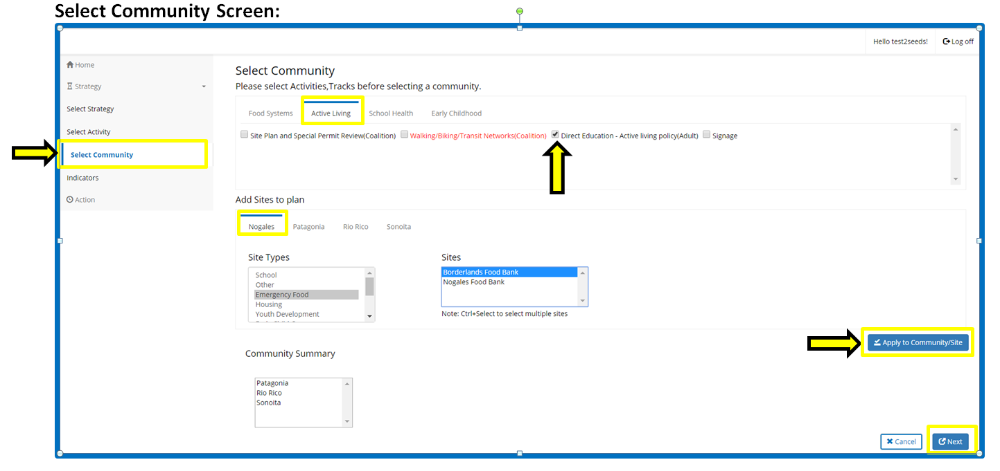 Select Community Screen:
Hello test2seeds!
Log off
Home
Strategy
Select Strategy
Select Activity
Select Community
Indicators
Action
Select Community
Please select Activities,Tracks before selecting a community.
Food Systems Active Living School Health Early Childhood
Site Plan and Special Permit Review(Coalition) Walking/Biking/Transit Networks(Coalition) Direct Education - Active living policy(Adult) Signage
Add Sites to plan
Nogales Patagonia Rio Rico Sonoita
Site Types
School
Other
Emergency Food
Housing
Youth Development
Sites
Borderlands Food Bank
Nogales Food Bank
Note: Ctrl+Select to select multiple sites
Apply to Community/Site
Community Summary
Patagonia
Rio Rico
Sonoita
Cancel
Next